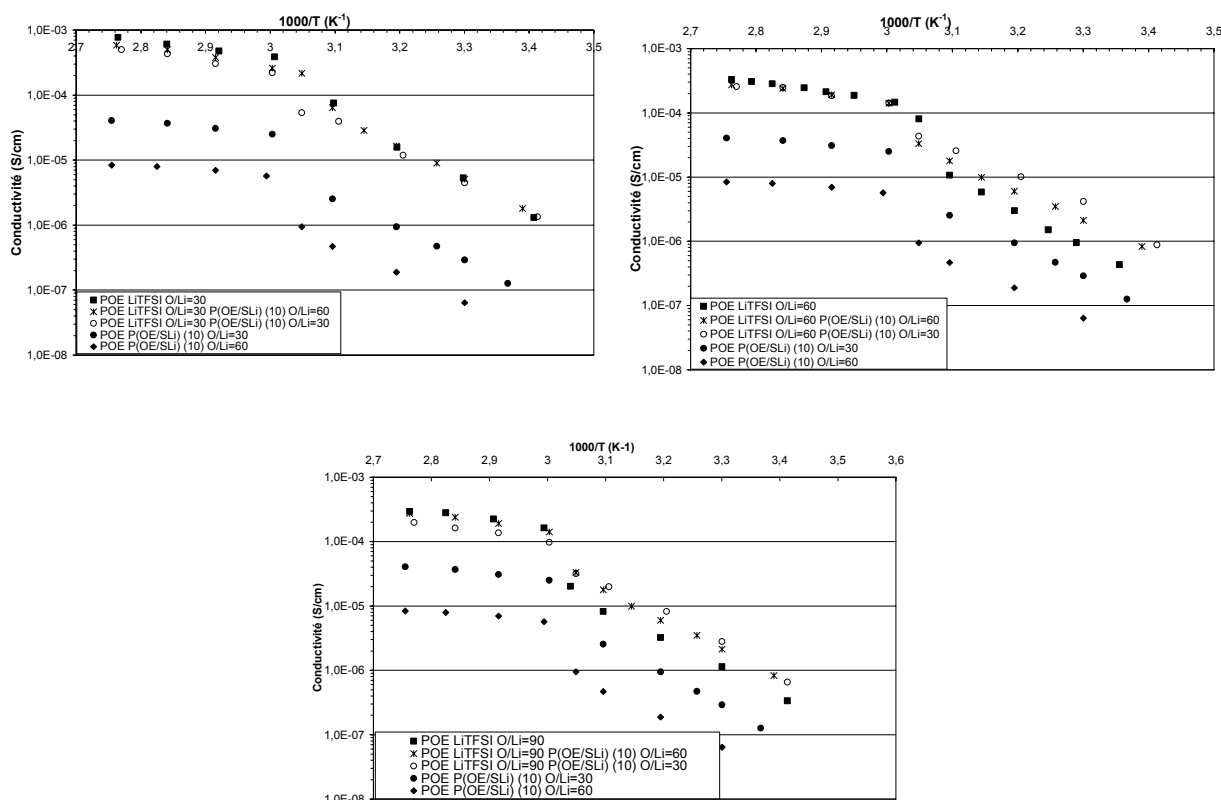 1000/T (K-1)
2,7 2,8 2,9 3 3,1 3,2 3,3 3,4 3,5
1,0E-03
1,0E-04
1,0E-05
1,0E-06
1,0E-07
1,0E-08
Conductivité (S/cm)
POE LiTFSI O/Li=30
POE LiTFSI O/Li=30 P(OE/SLi) (10) O/Li=60
POE LiTFSI O/Li=30 P(OE/SLi) (10) O/Li=30
POE P(OE/SLi) (10) O/Li=30
POE P(OE/SLi) (10) O/Li=60
1000/T (K-1)
2,7 2,8 2,9 3,0 3,1 3,2 3,3 3,4 3,5
1,0E-03
1,0E-04
1,0E-05
1,0E-06
1,0E-07
1,0E-08
Conductivité (S/cm)
POE LiTFSI O/Li=60
POE LiTFSI O/Li=60 P(OE/SLi) (10) O/Li=60
POE LiTFSI O/Li=60 P(OE/SLi) (10) O/Li=30
POE P(OE/SLi) (10) O/Li=30
POE P(OE/SLi) (10) O/Li=60
1000/T (K-1)
2,7 2,8 2,9 3 3,1 3,2 3,3 3,4 3,5 3,6
1,0E-03
1,0E-04
1,0E-05
1,0E-06
1,0E-07
1,0E-08
Conductivité (S/cm)
POE LiTFSI O/Li=90
POE LiTFSI O/Li=90 P(OE/SLi) (10) O/Li=60
POE LiTFSI O/Li=90 P(OE/SLi) (10) O/Li=30
POE P(OE/SLi) (10) O/Li=30
POE P(OE/SLi) (10) O/Li=60